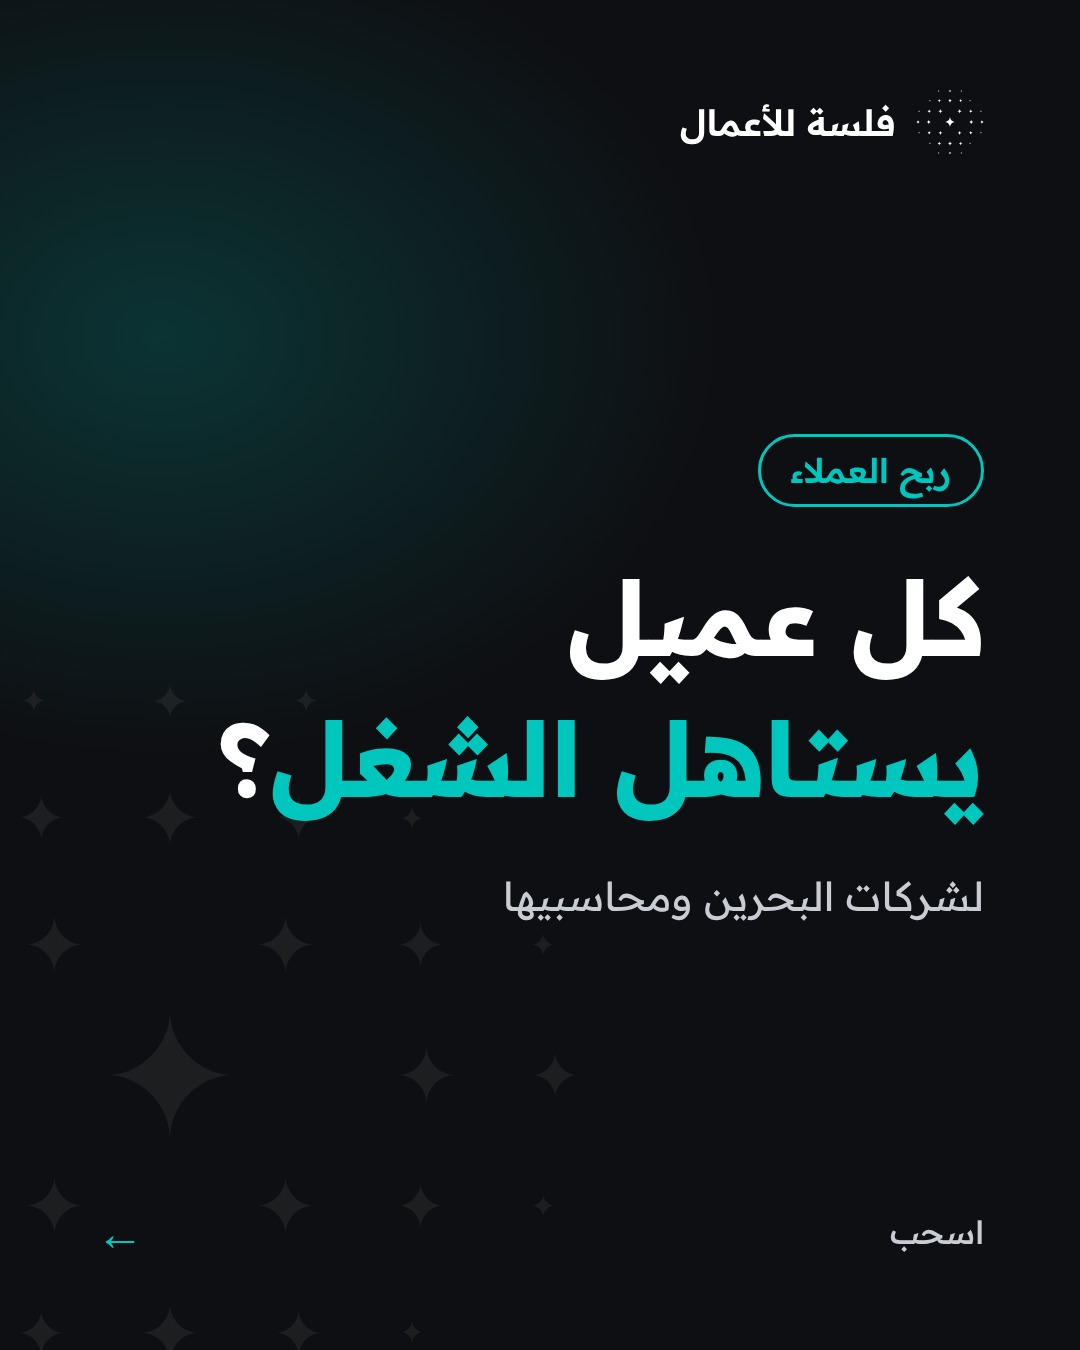 فلسة للأعمال
ربح العملاء
كل عميل
يستاهل الشغل؟
لشركات البحرين ومحاسبيها
اسحب
←